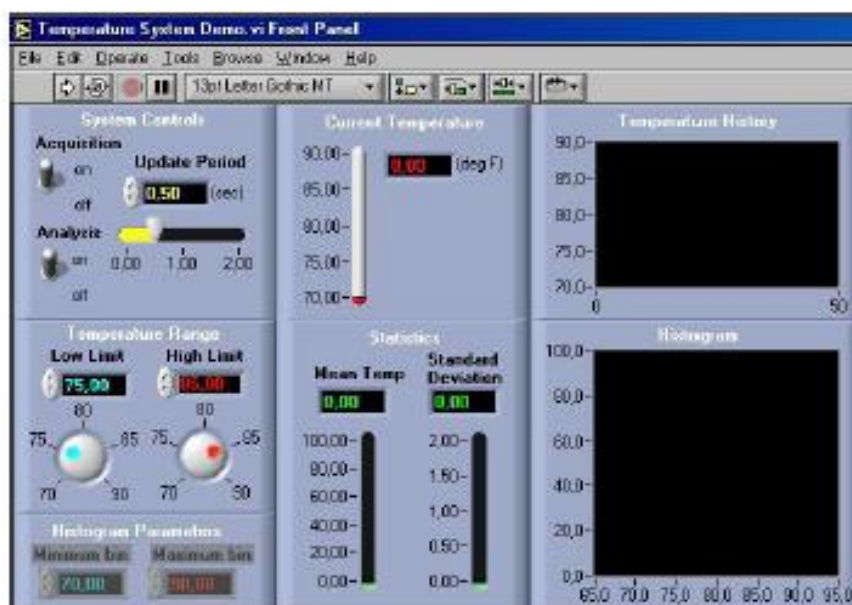 Temperature System Demo.vi Front Panel
File Edit Operate Tools Browse Window Help
13pt Letter Gothic MT
System Controls
Acquisition
on
off
Update Period
0,50 (sec)
Analysis
on
off
0,00 1,00 2,00
Current Temperature
90,00
85,00
80,00
75,00
70,00
0,00 (deg F)
Temperature History
90,0
85,0
80,0
75,0
70,0
0 50
Temperature Range
Low Limit High Limit
75,00
80 80
75 85 75 85
70 90 70 90
Histogram Parameters
Minimum bin Maximum bin
70,00 90,00
Statistics
Mean Temp
0,00
100,00
80,00
60,00
40,00
20,00
0,00
Standard
Deviation
0,00
2,00
1,50
1,00
0,50
0,00
Histogram
100,0
80,0
60,0
40,0
20,0
0,0
65,0 70,0 75,0 80,0 85,0 90,0 95,0